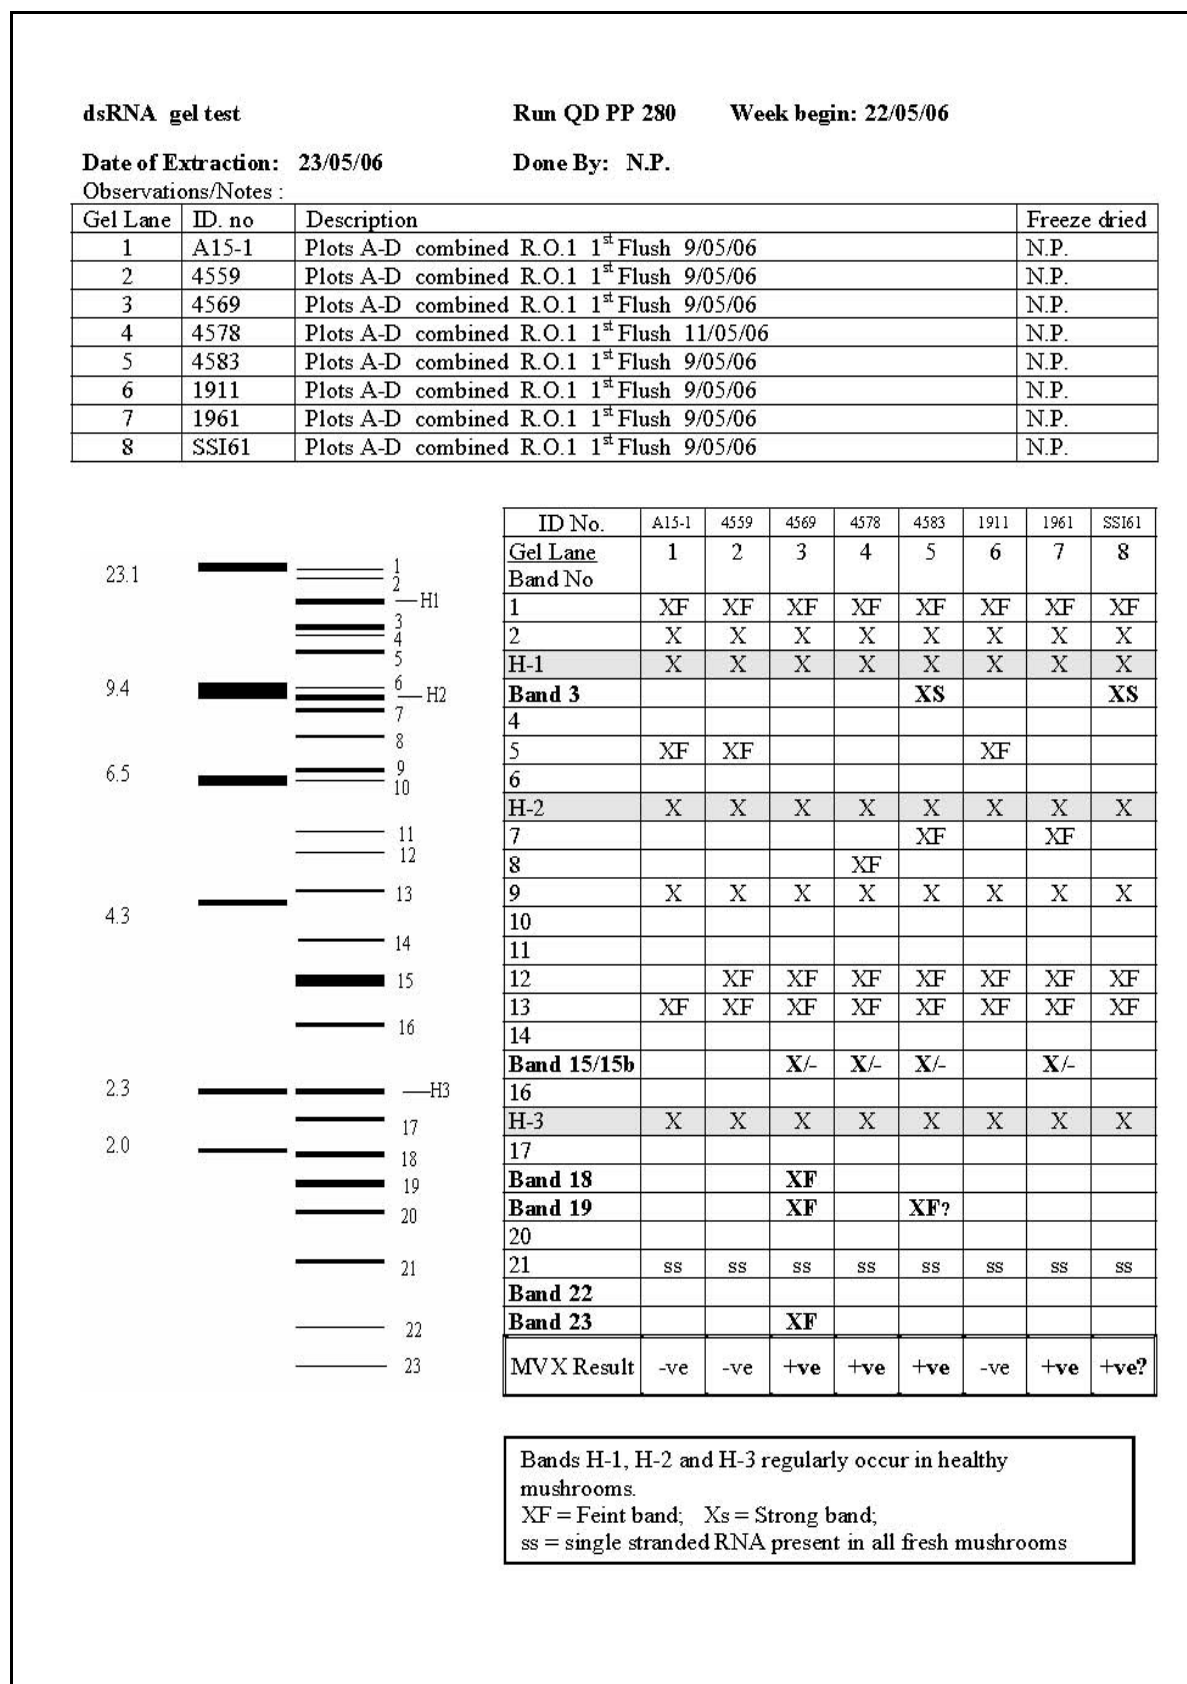 dsRNA gel test Run QD PP 280 Week begin: 22/05/06
Date of Extraction: 23/05/06 Done By: N.P.
Observations/Notes :
Gel Lane ID. no Description Freeze dried
1 A15-1 Plots A-D combined R.O.1 1st Flush 9/05/06 N.P.
2 4559 Plots A-D combined R.O.1 1st Flush 9/05/06 N.P.
3 4569 Plots A-D combined R.O.1 1st Flush 9/05/06 N.P.
4 4578 Plots A-D combined R.O.1 1st Flush 11/05/06 N.P.
5 4583 Plots A-D combined R.O.1 1st Flush 9/05/06 N.P.
6 1911 Plots A-D combined R.O.1 1st Flush 9/05/06 N.P.
7 1961 Plots A-D combined R.O.1 1st Flush 9/05/06 N.P.
8 SSI61 Plots A-D combined R.O.1 1st Flush 9/05/06 N.P.
23.1
9.4
6.5
4.3
2.3
2.0
1
2
H1
3
4
5
6
H2
7
8
9
10
11
12
13
14
15
16
H3
17
18
19
20
21
22
23
ID No. A15-1 4559 4569 4578 4583 1911 1961 SSI61
Gel Lane 1 2 3 4 5 6 7 8
Band No
1 XF XF XF XF XF XF XF XF
2 X X X X X X X X
H-1 X X X X X X X X
Band 3 XS XS
4
5 XF XF XF
6
H-2 X X X X X X X X
7 XF XF
8 XF
9 X X X X X X X X
10
11
12 XF XF XF XF XF XF XF
13 XF XF XF XF XF XF XF XF
14
Band 15/15b X/- X/- X/- X/-
16
H-3 X X X X X X X X
17
Band 18 XF
Band 19 XF XF?
20
21 ss ss ss ss ss ss ss ss
Band 22
Band 23 XF
MVX Result -ve -ve +ve +ve +ve -ve +ve +ve?
Bands H-1, H-2 and H-3 regularly occur in healthy
mushrooms.
XF = Feint band; Xs = Strong band;
ss = single stranded RNA present in all fresh mushrooms